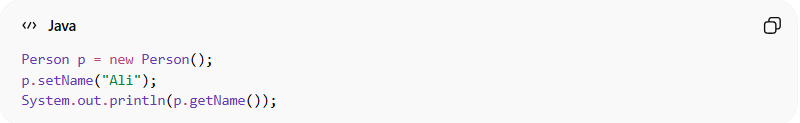 </> Java
Person p = new Person();
p.setName("Ali");
System.out.println(p.getName());